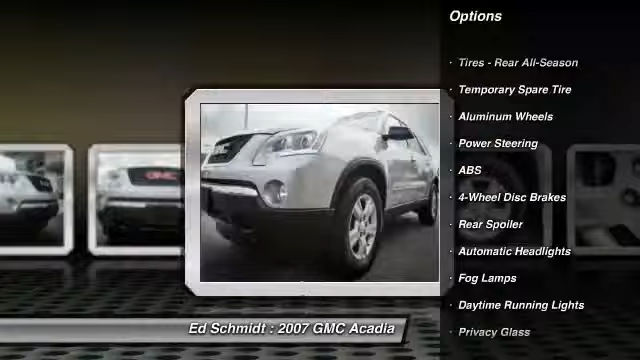 Options
· Tires - Rear All-Season
· Temporary Spare Tire
· Aluminum Wheels
· Power Steering
· ABS
· 4-Wheel Disc Brakes
· Rear Spoiler
· Automatic Headlights
· Fog Lamps
· Daytime Running Lights
· Privacy Glass
GMC
Ed Schmidt : 2007 GMC Acadia